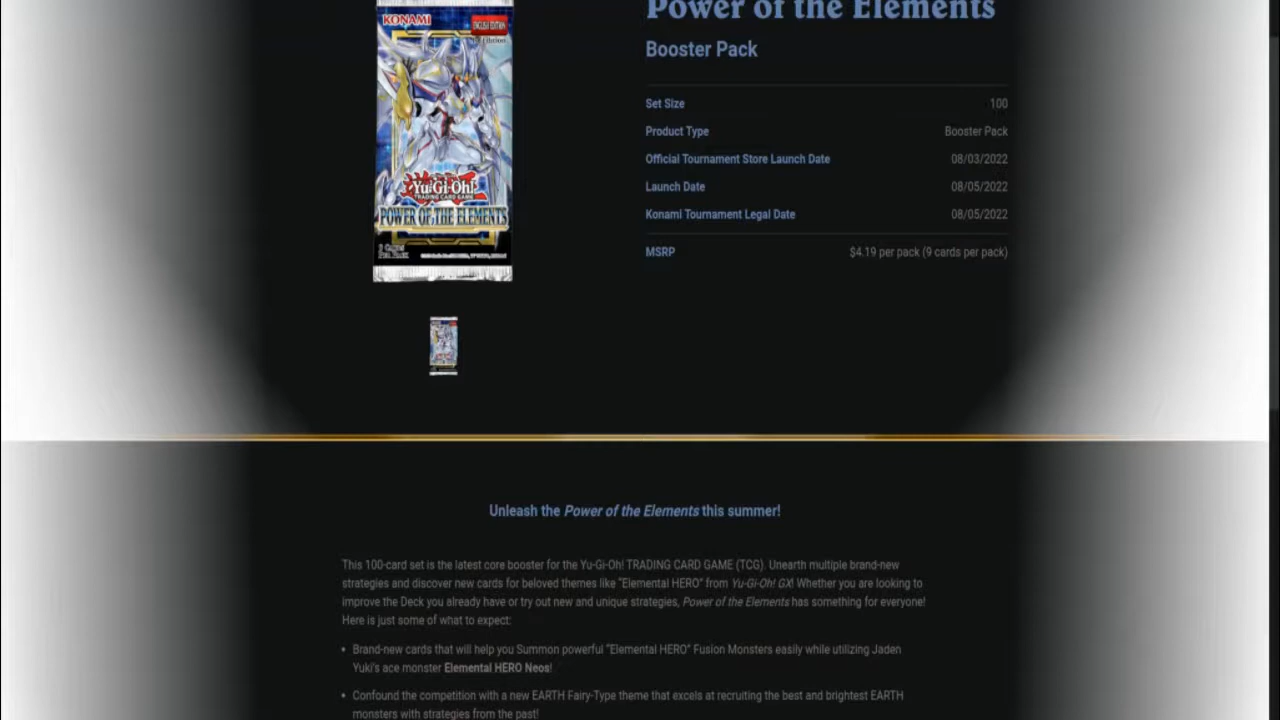 Power of the Elements
Booster Pack
KONAMI
ENGLISH EDITION
Yu-Gi-Oh!
TRADING CARD GAME
POWER OF THE ELEMENTS
9 CARDS
PER PACK
Set Size 100
Product Type Booster Pack
Official Tournament Store Launch Date 08/03/2022
Launch Date 08/05/2022
Konami Tournament Legal Date 08/05/2022
MSRP $4.19 per pack (9 cards per pack)
Unleash the Power of the Elements this summer!
This 100-card set is the latest core booster for the Yu-Gi-Oh! TRADING CARD GAME (TCG). Unearth multiple brand-new
strategies and discover new cards for beloved themes like “Elemental HERO” from Yu-Gi-Oh! GX! Whether you are looking to
improve the Deck you already have or try out new and unique strategies, Power of the Elements has something for everyone!
Here is just some of what to expect:
• Brand-new cards that will help you Summon powerful “Elemental HERO” Fusion Monsters easily while utilizing Jaden
Yuki’s ace monster Elemental HERO Neos!
• Confound the competition with a new EARTH Fairy-Type theme that excels at recruiting the best and brightest EARTH
monsters with strategies from the past!